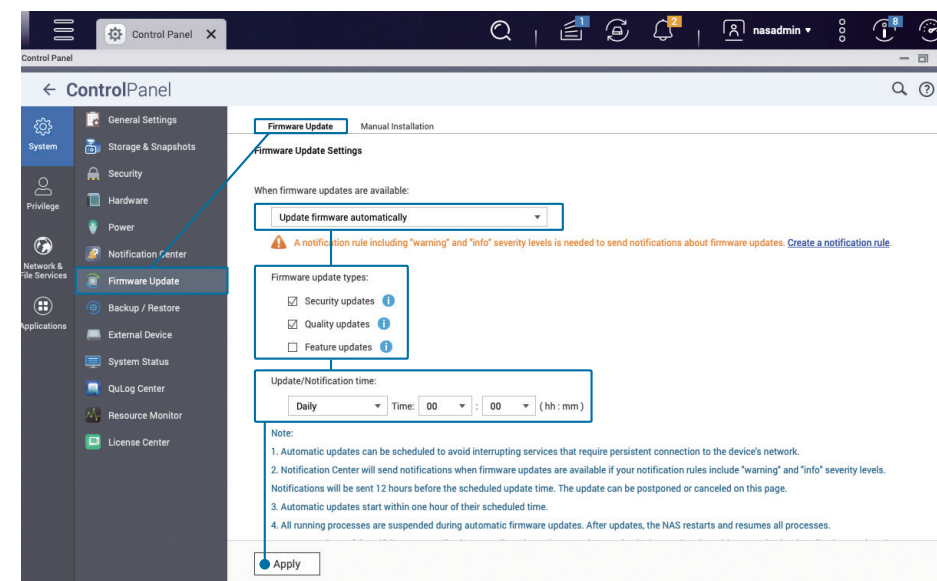 Control Panel
1
2
nasadmin
8
Control Panel
ControlPanel
System
Privilege
Network &
File Services
Applications
General Settings
Storage & Snapshots
Security
Hardware
Power
Notification Center
Firmware Update
Backup / Restore
External Device
System Status
QuLog Center
Resource Monitor
License Center
Firmware Update Manual Installation
Firmware Update Settings
When firmware updates are available:
Update firmware automatically
A notification rule including "warning" and "info" severity levels is needed to send notifications about firmware updates. Create a notification rule.
Firmware update types:
Security updates
Quality updates
Feature updates
Update/Notification time:
Daily Time: 00 : 00 ( hh : mm )
Note:
1. Automatic updates can be scheduled to avoid interrupting services that require persistent connection to the device's network.
2. Notification Center will send notifications when firmware updates are available if your notification rules include "warning" and "info" severity levels.
Notifications will be sent 12 hours before the scheduled update time. The update can be postponed or canceled on this page.
3. Automatic updates start within one hour of their scheduled time.
4. All running processes are suspended during automatic firmware updates. After updates, the NAS restarts and resumes all processes.
Apply